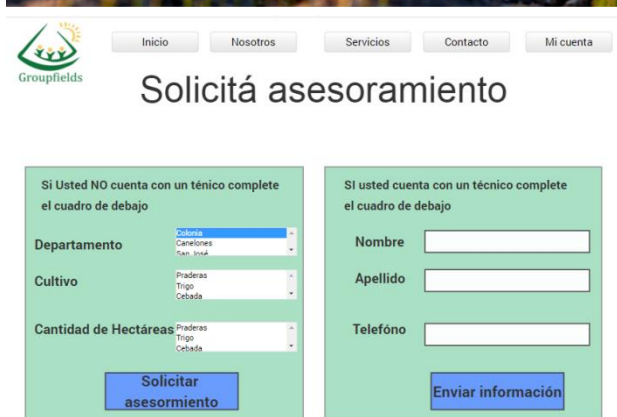 Groupfields
Inicio Nosotros Servicios Contacto Mi cuenta
Solicitá asesoramiento
Si Usted NO cuenta con un ténico complete
el cuadro de debajo
Departamento
Colonia
Canelones
San José
Cultivo
Praderas
Trigo
Cebada
Cantidad de Hectáreas
Praderas
Trigo
Cebada
Solicitar
asesormiento
SI usted cuenta con un técnico complete
el cuadro de debajo
Nombre
Apellido
Telefóno
Enviar información